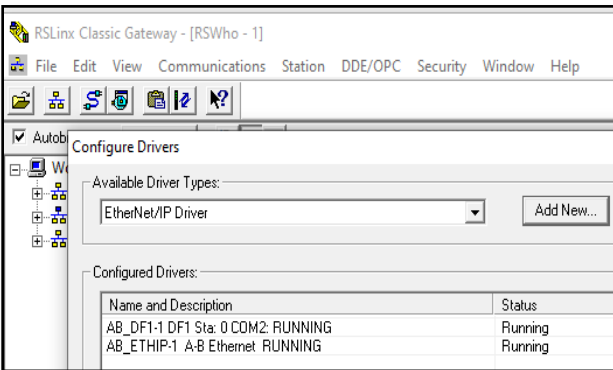 RSLinx Classic Gateway - [RSWho - 1]
File Edit View Communications Station DDE/OPC Security Window Help
Configure Drivers
Available Driver Types:
EtherNet/IP Driver
Add New...
Configured Drivers:
Name and Description Status
AB_DF1-1 DF1 Sta: 0 COM2: RUNNING Running
AB_ETHIP-1 A-B Ethernet RUNNING Running